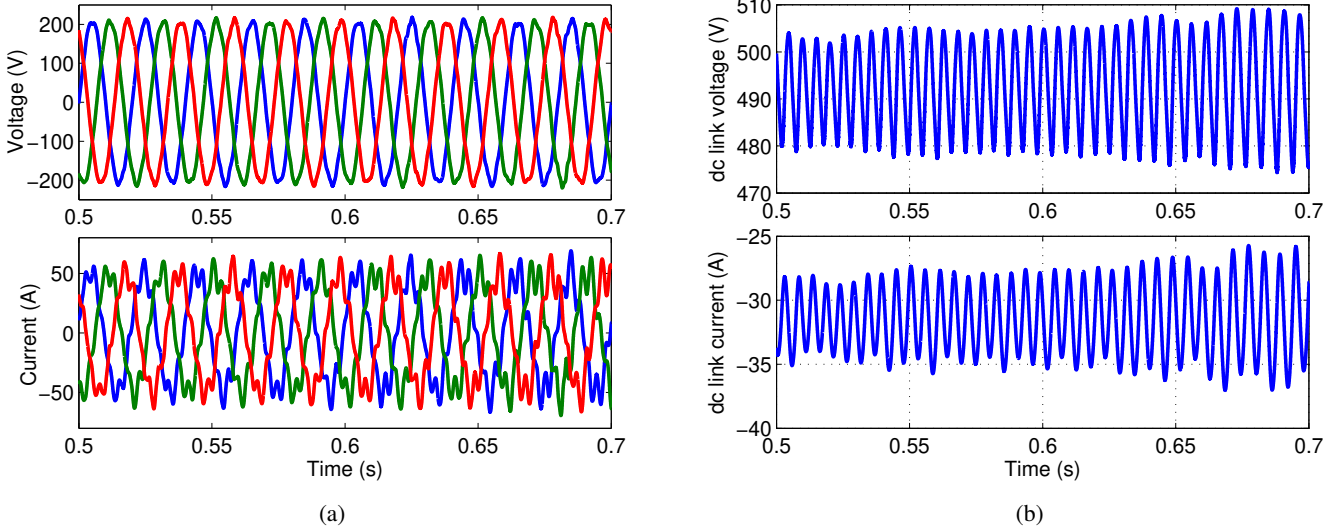 200
100
0
−100
−200
Voltage (V)
0.5 0.55 0.6 0.65 0.7
50
0
−50
Current (A)
0.5 0.55 0.6 0.65 0.7
Time (s)
(a)
510
500
490
480
470
dc link voltage (V)
0.5 0.55 0.6 0.65 0.7
−25
−30
−35
−40
dc link current (A)
0.5 0.55 0.6 0.65 0.7
Time (s)
(b)